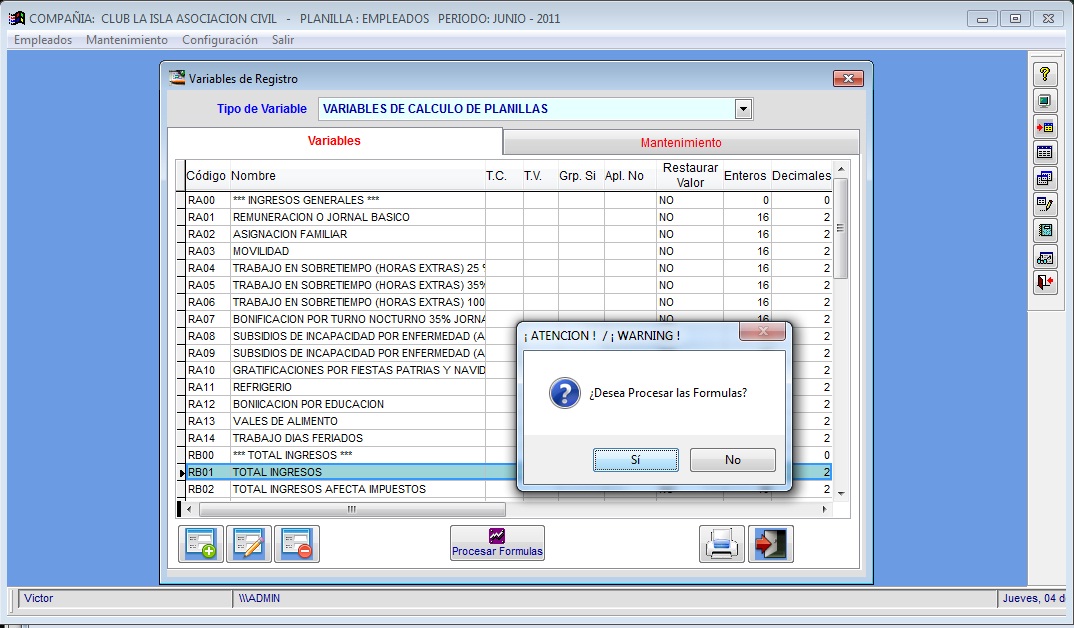 COMPAÑIA: CLUB LA ISLA ASOCIACION CIVIL - PLANILLA : EMPLEADOS PERIODO: JUNIO - 2011
Empleados Mantenimiento Configuración Salir
Variables de Registro
Tipo de Variable VARIABLES DE CALCULO DE PLANILLAS
Variables Mantenimiento
Código Nombre T.C. T.V. Grp. Si Apl. No Restaurar Valor Enteros Decimales
RA00 *** INGRESOS GENERALES *** NO 0 0
RA01 REMUNERACION O JORNAL BASICO NO 16 2
RA02 ASIGNACION FAMILIAR NO 16 2
RA03 MOVILIDAD NO 16 2
RA04 TRABAJO EN SOBRETIEMPO (HORAS EXTRAS) 25 NO 16 2
RA05 TRABAJO EN SOBRETIEMPO (HORAS EXTRAS) 35% NO 16 2
RA06 TRABAJO EN SOBRETIEMPO (HORAS EXTRAS) 100 NO 16 2
RA07 BONIFICACION POR TURNO NOCTURNO 35% JORNA NO 16 2
RA08 SUBSIDIOS DE INCAPACIDAD POR ENFERMEDAD (A 2
RA09 SUBSIDIOS DE INCAPACIDAD POR ENFERMEDAD (A 2
RA10 GRATIFICACIONES POR FIESTAS PATRIAS Y NAVID 2
RA11 REFRIGERIO 2
RA12 BONIICACION POR EDUCACION 2
RA13 VALES DE ALIMENTO 2
RA14 TRABAJO DIAS FERIADOS 2
RB00 *** TOTAL INGRESOS *** 0
RB01 TOTAL INGRESOS 2
RB02 TOTAL INGRESOS AFECTA IMPUESTOS 2
¡ ATENCION ! / ¡ WARNING !
¿Desea Procesar las Formulas?
Sí No
Procesar Formulas
Victor \\\ADMIN Jueves, 04 d